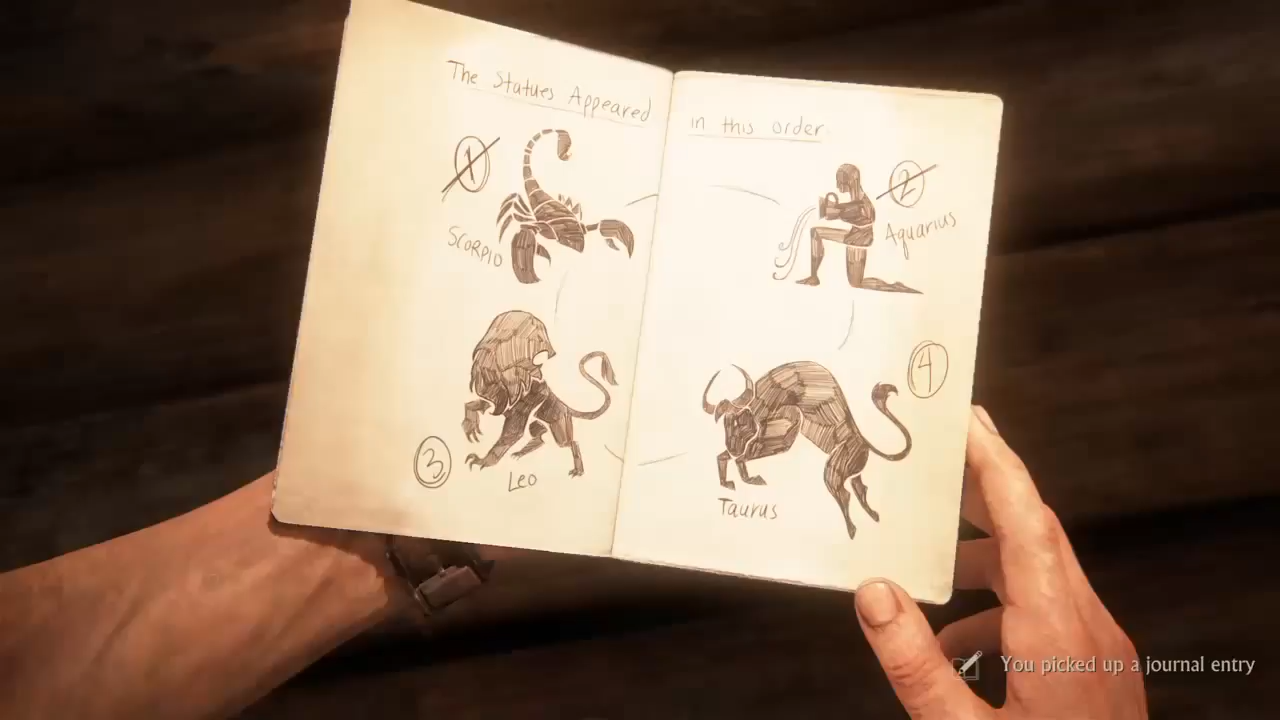 The Statues Appeared in this order.
1
2
Scorpio
Aquarius
3
4
Leo
Taurus
You picked up a journal entry